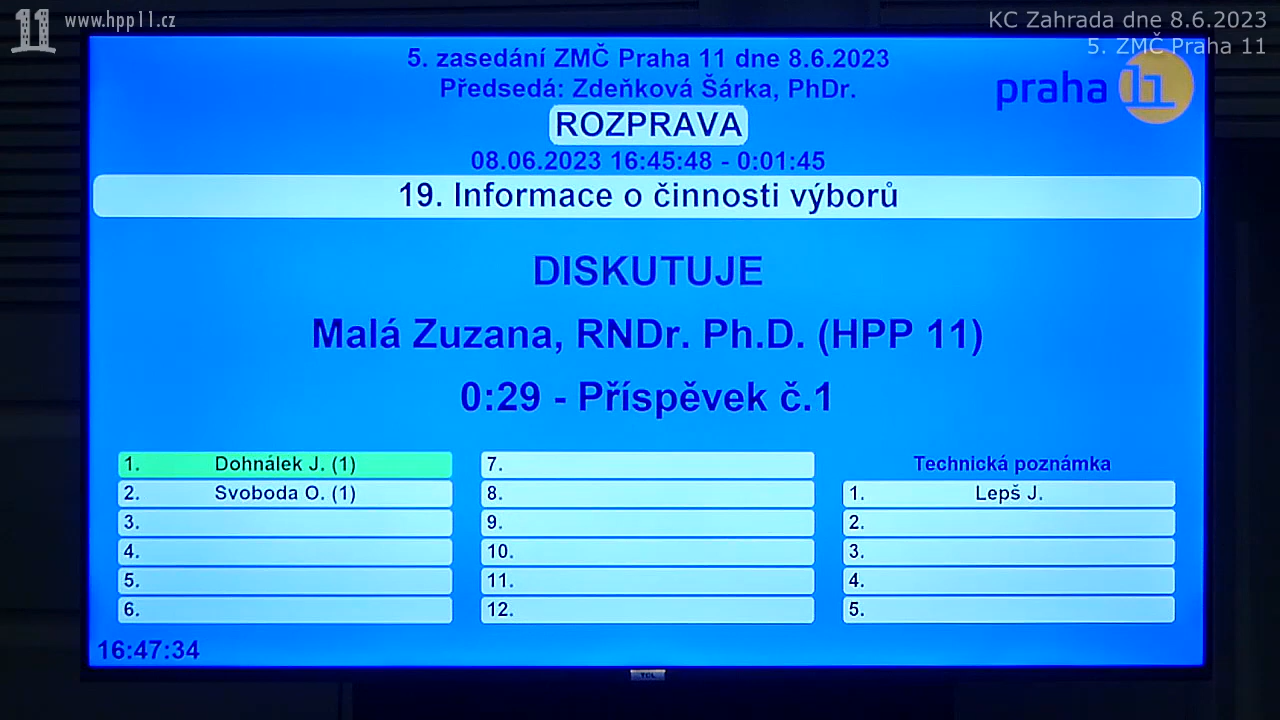 11 www.hpp11.cz
KC Zahrada dne 8.6.2023
5. ZMČ Praha 11
5. zasedání ZMČ Praha 11 dne 8.6.2023
Předsedá: Zdeňková Šárka, PhDr.
praha 11
ROZPRAVA
08.06.2023 16:45:48 - 0:01:45
19. Informace o činnosti výborů
DISKUTUJE
Malá Zuzana, RNDr. Ph.D. (HPP 11)
0:29 - Příspěvek č.1
1. Dohnálek J. (1)
2. Svoboda O. (1)
3.
4.
5.
6.
7.
8.
9.
10.
11.
12.
Technická poznámka
1. Lepš J.
2.
3.
4.
5.
16:47:34
TCL